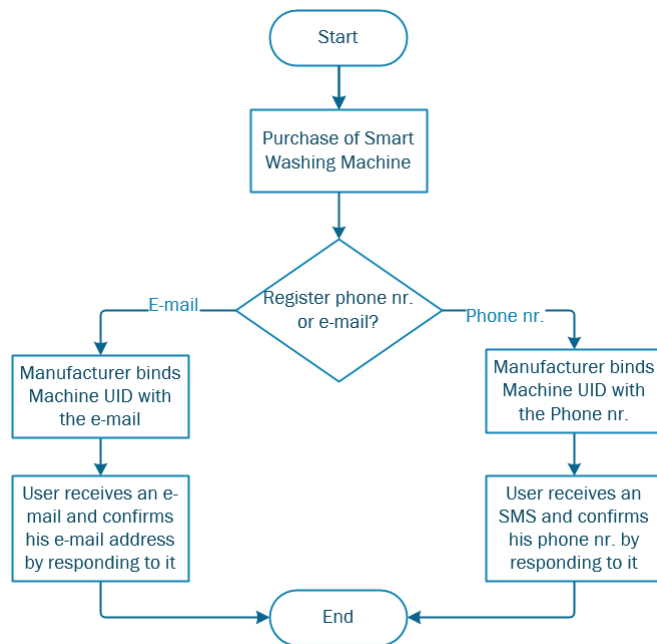 Start
Purchase of Smart
Washing Machine
Register phone nr.
or e-mail?
E-mail
Phone nr.
Manufacturer binds
Machine UID with
the e-mail
Manufacturer binds
Machine UID with
the Phone nr.
User receives an e-
mail and confirms
his e-mail address
by responding to it
User receives an
SMS and confirms
his phone nr. by
responding to it
End